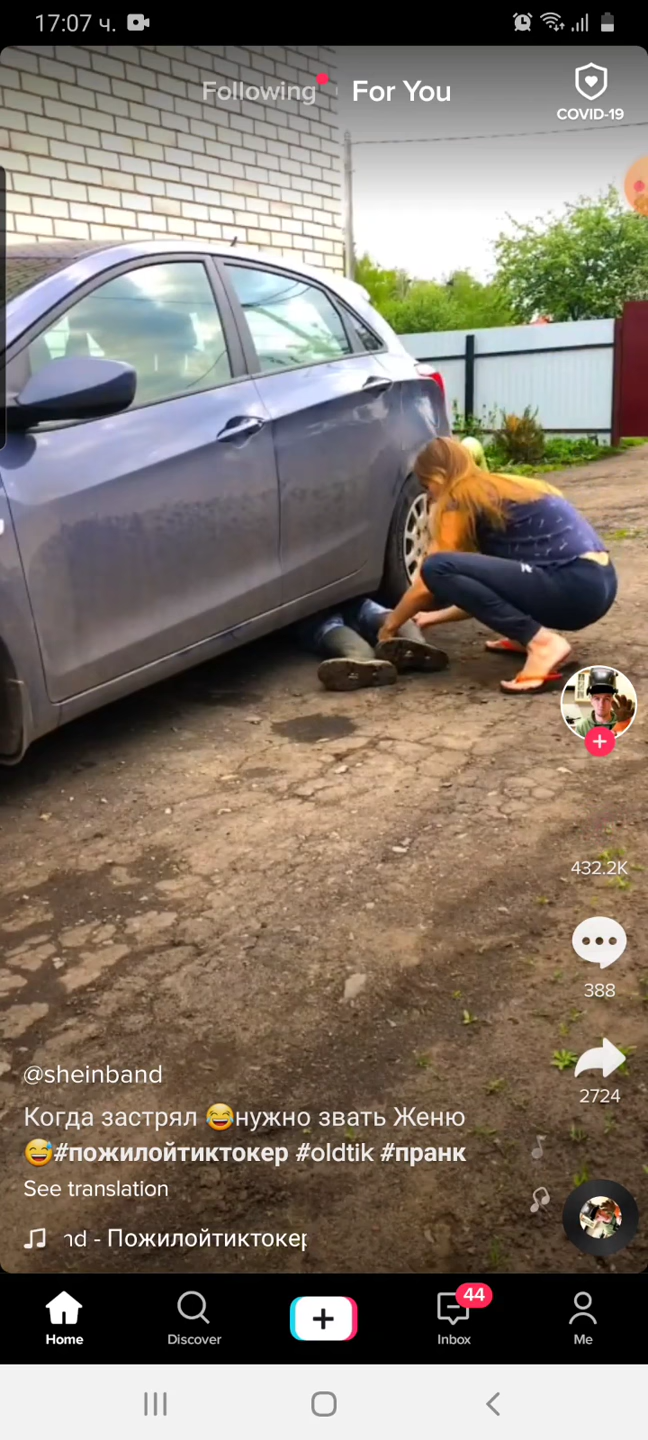 17:07 ч.
Following
For You
COVID-19
432.2K
388
2724
@sheinband
Когда застрял 😂нужно звать Женю
😅#пожилойтиктокер #oldtik #пранк
See translation
nd - Пожилойтиктокер
Home
Discover
44
Inbox
Me